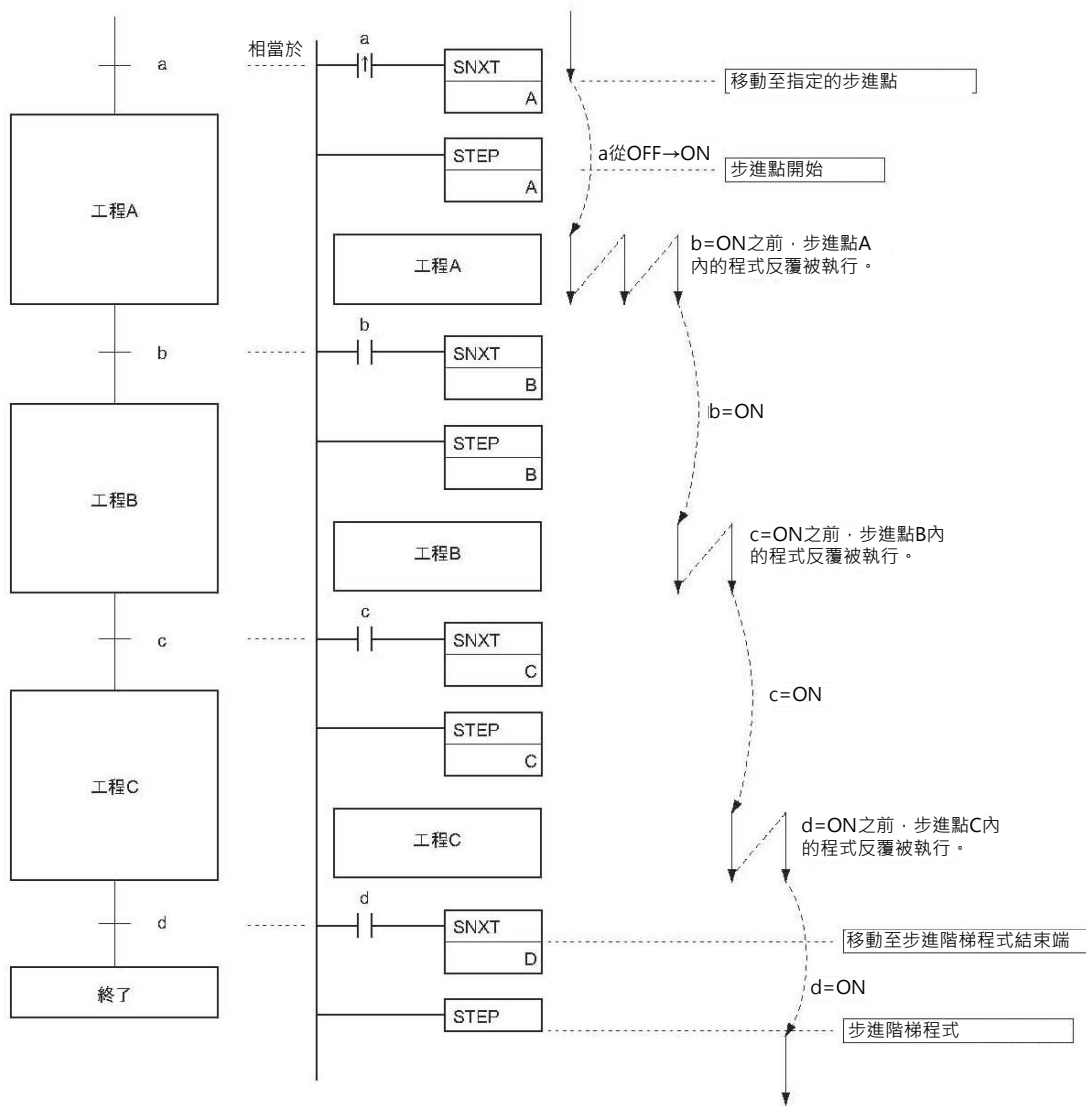 a
相當於
a
SNXT
A
移動至指定的步進點
a從OFF→ON
STEP
A
步進點開始
工程A
工程A
b=ON之前，步進點A
內的程式反覆被執行。
b
b
SNXT
B
b=ON
STEP
B
工程B
工程B
c=ON之前，步進點B內
的程式反覆被執行。
c
c
SNXT
C
c=ON
STEP
C
工程C
工程C
d=ON之前，步進點C內
的程式反覆被執行。
d
d
SNXT
D
移動至步進階梯程式結束端
d=ON
終了
STEP
步進階梯程式